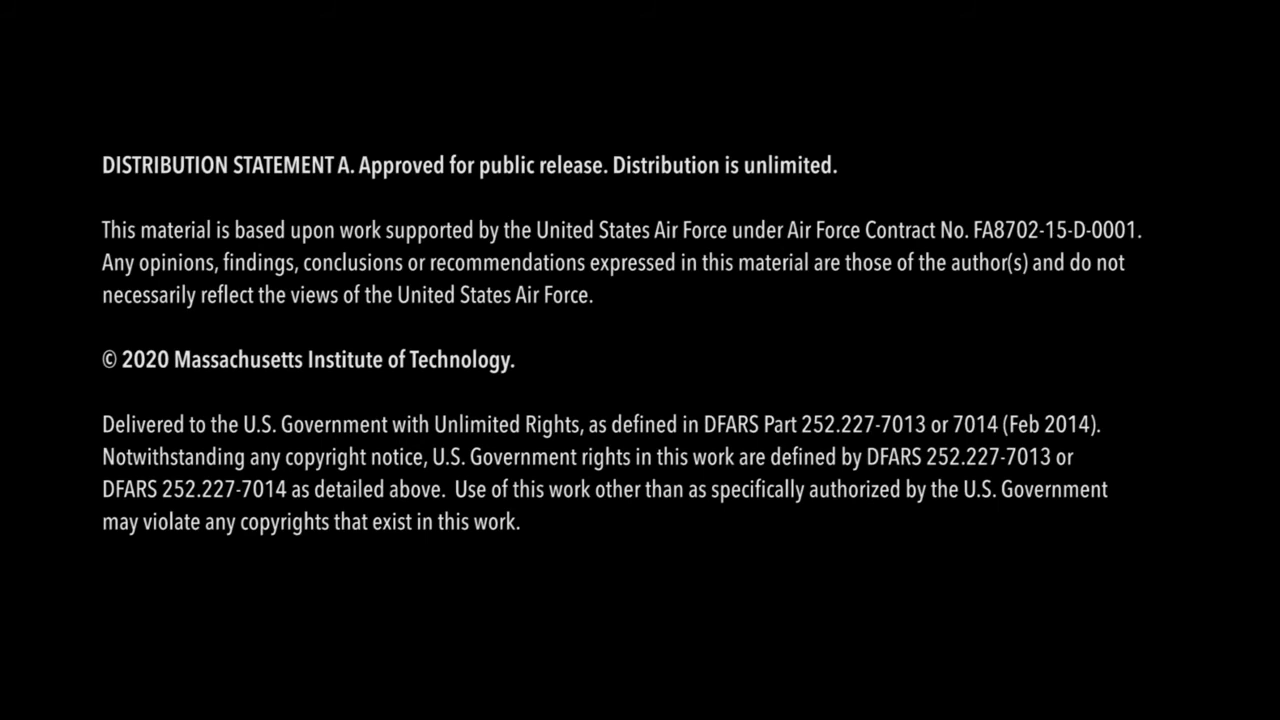 DISTRIBUTION STATEMENT A. Approved for public release. Distribution is unlimited.
This material is based upon work supported by the United States Air Force under Air Force Contract No. FA8702-15-D-0001.
Any opinions, findings, conclusions or recommendations expressed in this material are those of the author(s) and do not
necessarily reflect the views of the United States Air Force.
© 2020 Massachusetts Institute of Technology.
Delivered to the U.S. Government with Unlimited Rights, as defined in DFARS Part 252.227-7013 or 7014 (Feb 2014).
Notwithstanding any copyright notice, U.S. Government rights in this work are defined by DFARS 252.227-7013 or
DFARS 252.227-7014 as detailed above.  Use of this work other than as specifically authorized by the U.S. Government
may violate any copyrights that exist in this work.